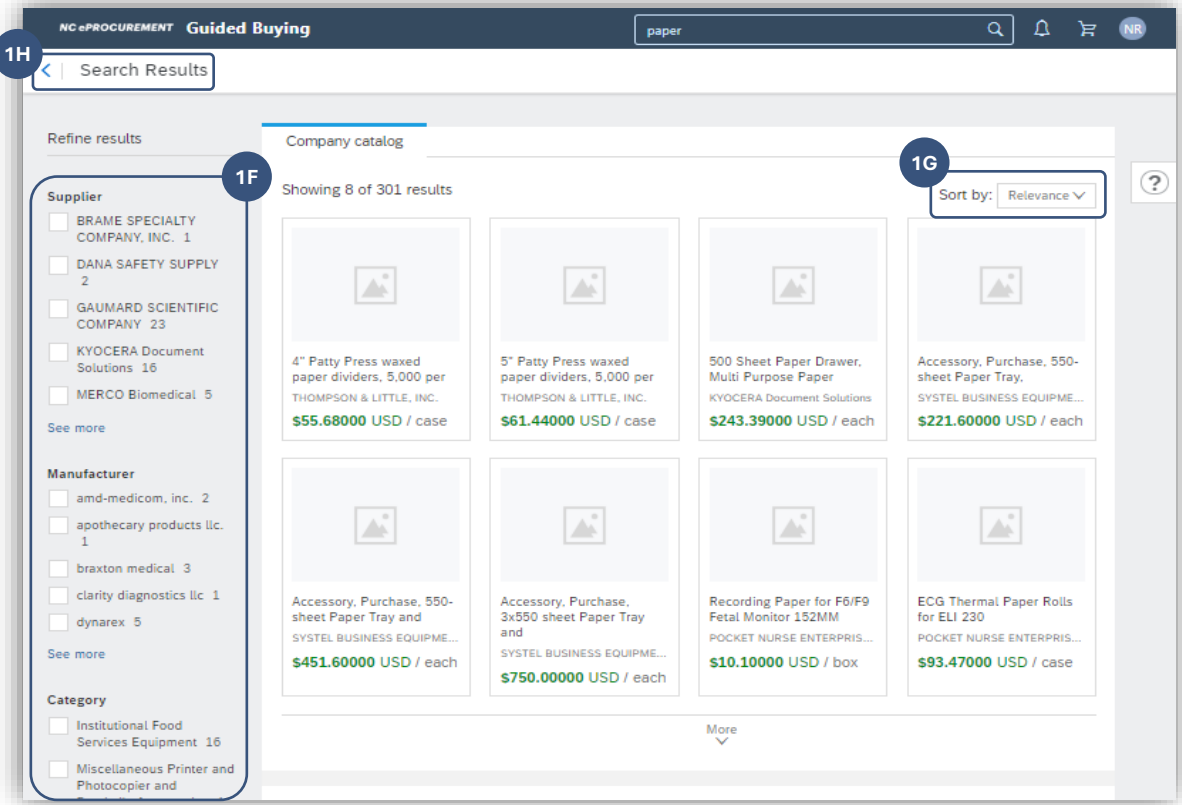 NC ePROCUREMENT Guided Buying
paper
NR
1H
Search Results
Refine results
1F
Supplier
BRAME SPECIALTY
COMPANY, INC. 1
DANA SAFETY SUPPLY
2
GAUMARD SCIENTIFIC
COMPANY 23
KYOCERA Document
Solutions 16
MERCO Biomedical 5
See more
Manufacturer
amd-medicom, inc. 2
apothecary products llc.
1
braxton medical 3
clarity diagnostics llc 1
dynarex 5
See more
Category
Institutional Food
Services Equipment 16
Miscellaneous Printer and
Photocopier and
Company catalog
Showing 8 of 301 results
1G
Sort by: Relevance
?
4" Patty Press waxed
paper dividers, 5,000 per
THOMPSON & LITTLE, INC.
$55.68000 USD / case
5" Patty Press waxed
paper dividers, 5,000 per
THOMPSON & LITTLE, INC.
$61.44000 USD / case
500 Sheet Paper Drawer,
Multi Purpose Paper
KYOCERA Document Solutions
$243.39000 USD / each
Accessory, Purchase, 550-
sheet Paper Tray,
SYSTEL BUSINESS EQUIPME...
$221.60000 USD / each
Accessory, Purchase, 550-
sheet Paper Tray and
SYSTEL BUSINESS EQUIPME...
$451.60000 USD / each
Accessory, Purchase,
3x550 sheet Paper Tray
and
SYSTEL BUSINESS EQUIPME...
$750.00000 USD / each
Recording Paper for F6/F9
Fetal Monitor 152MM
POCKET NURSE ENTERPRIS...
$10.10000 USD / box
ECG Thermal Paper Rolls
for ELI 230
POCKET NURSE ENTERPRIS...
$93.47000 USD / case
More